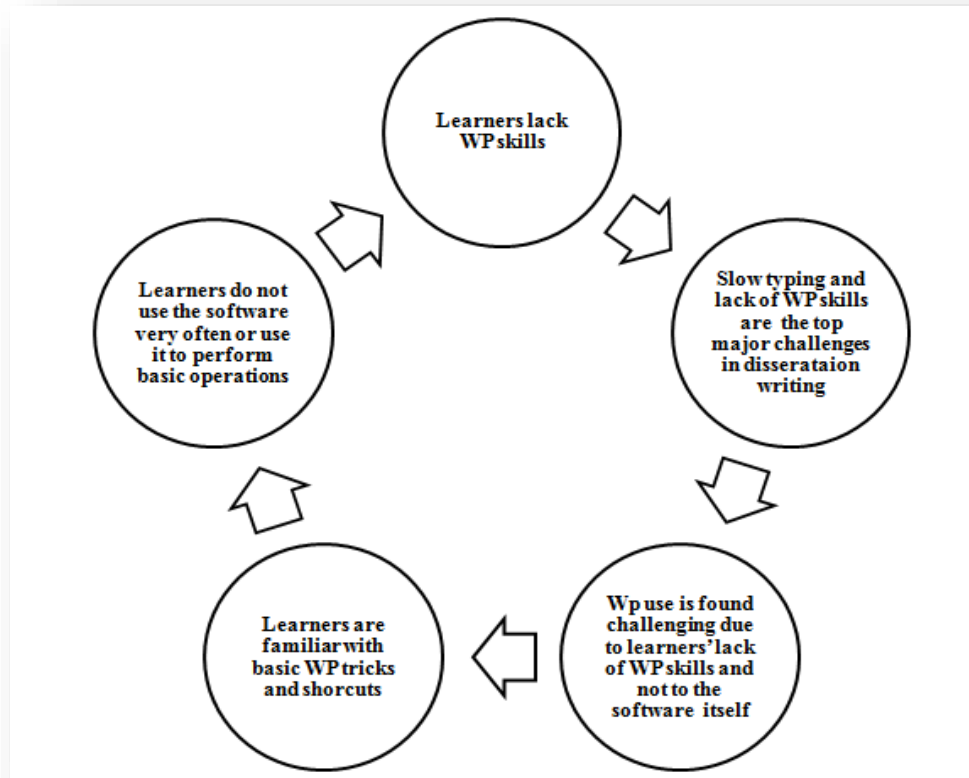 Learners lack
WP skills
Slow typing and
lack of WP skills
are the top
major challenges
in disserataion
writing
Wp use is found
challenging due
to learners' lack
of WP skills and
not to the
software itself
Learners are
familiar with
basic WP tricks
and shorcuts
Learners do not
use the software
very often or use
it to perform
basic operations